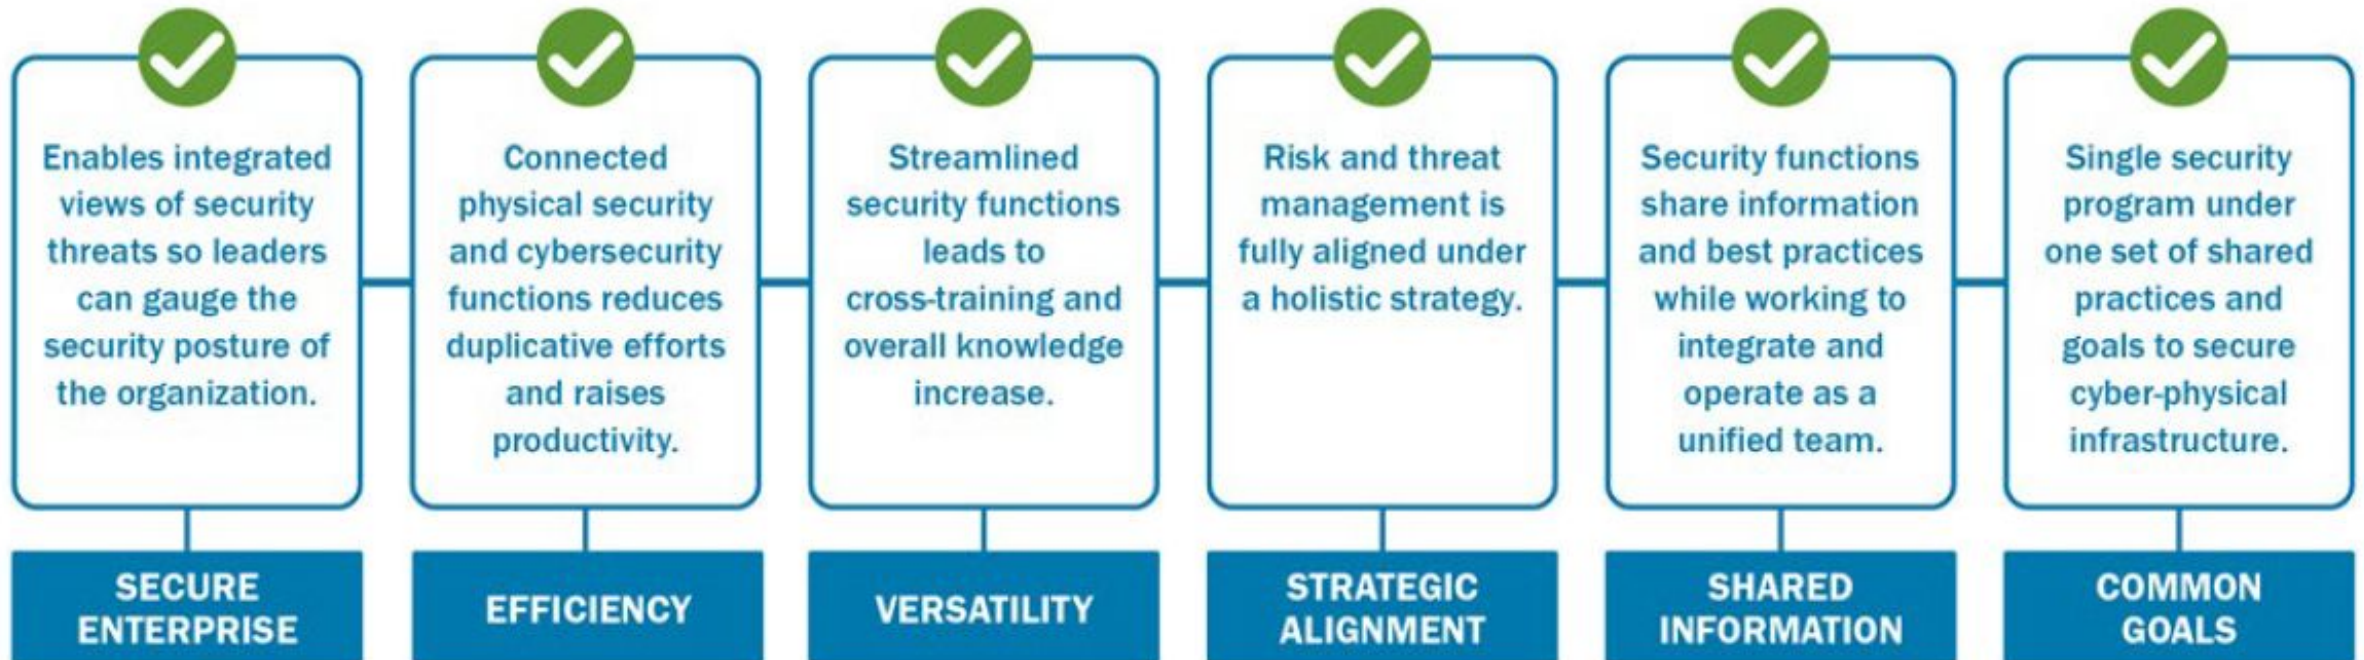 Enables integrated
views of security
threats so leaders
can gauge the
security posture of
the organization.
SECURE
ENTERPRISE
Connected
physical security
and cybersecurity
functions reduces
duplicative efforts
and raises
productivity.
EFFICIENCY
Streamlined
security functions
leads to
cross-training and
overall knowledge
increase.
VERSATILITY
Risk and threat
management is
fully aligned under
a holistic strategy.
STRATEGIC
ALIGNMENT
Security functions
share information
and best practices
while working to
integrate and
operate as a
unified team.
SHARED
INFORMATION
Single security
program under
one set of shared
practices and
goals to secure
cyber-physical
infrastructure.
COMMON
GOALS